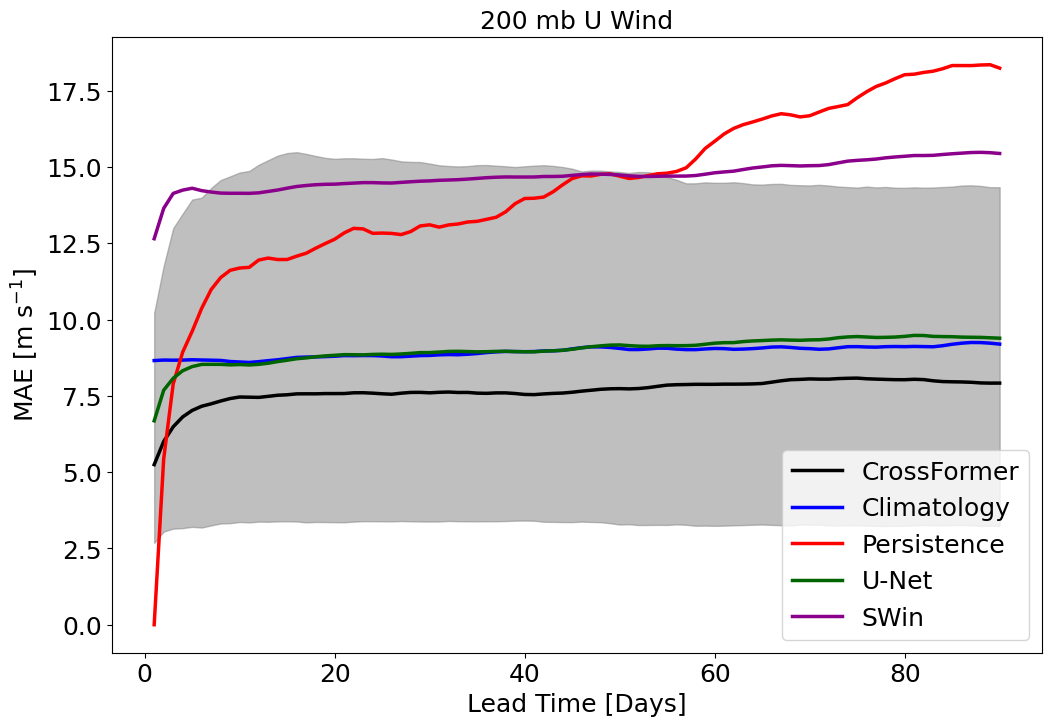 200 mb U Wind
MAE [m s⁻¹]
17.5
15.0
12.5
10.0
7.5
5.0
2.5
0.0
0 20 40 60 80
Lead Time [Days]
CrossFormer
Climatology
Persistence
U-Net
SWin